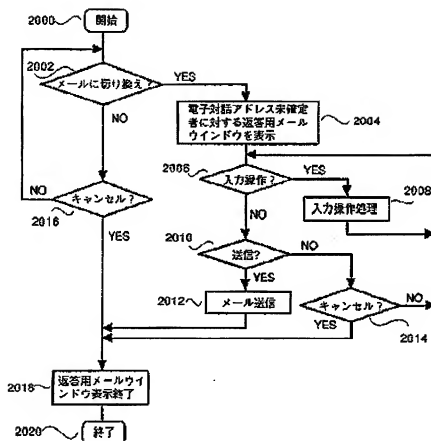 2000
開始
2002
メールに切り換え?
YES
NO
電子対話アドレス未確定
者に対する返答用メール
ウインドウを表示
2004
2006
入力操作?
YES
NO
入力操作処理
2008
NO
キャンセル?
2016
YES
2010
送信?
NO
YES
2012
メール送信
キャンセル?
NO
YES
2014
2018
返答用メールウイ
ンドウ表示終了
2020
終了